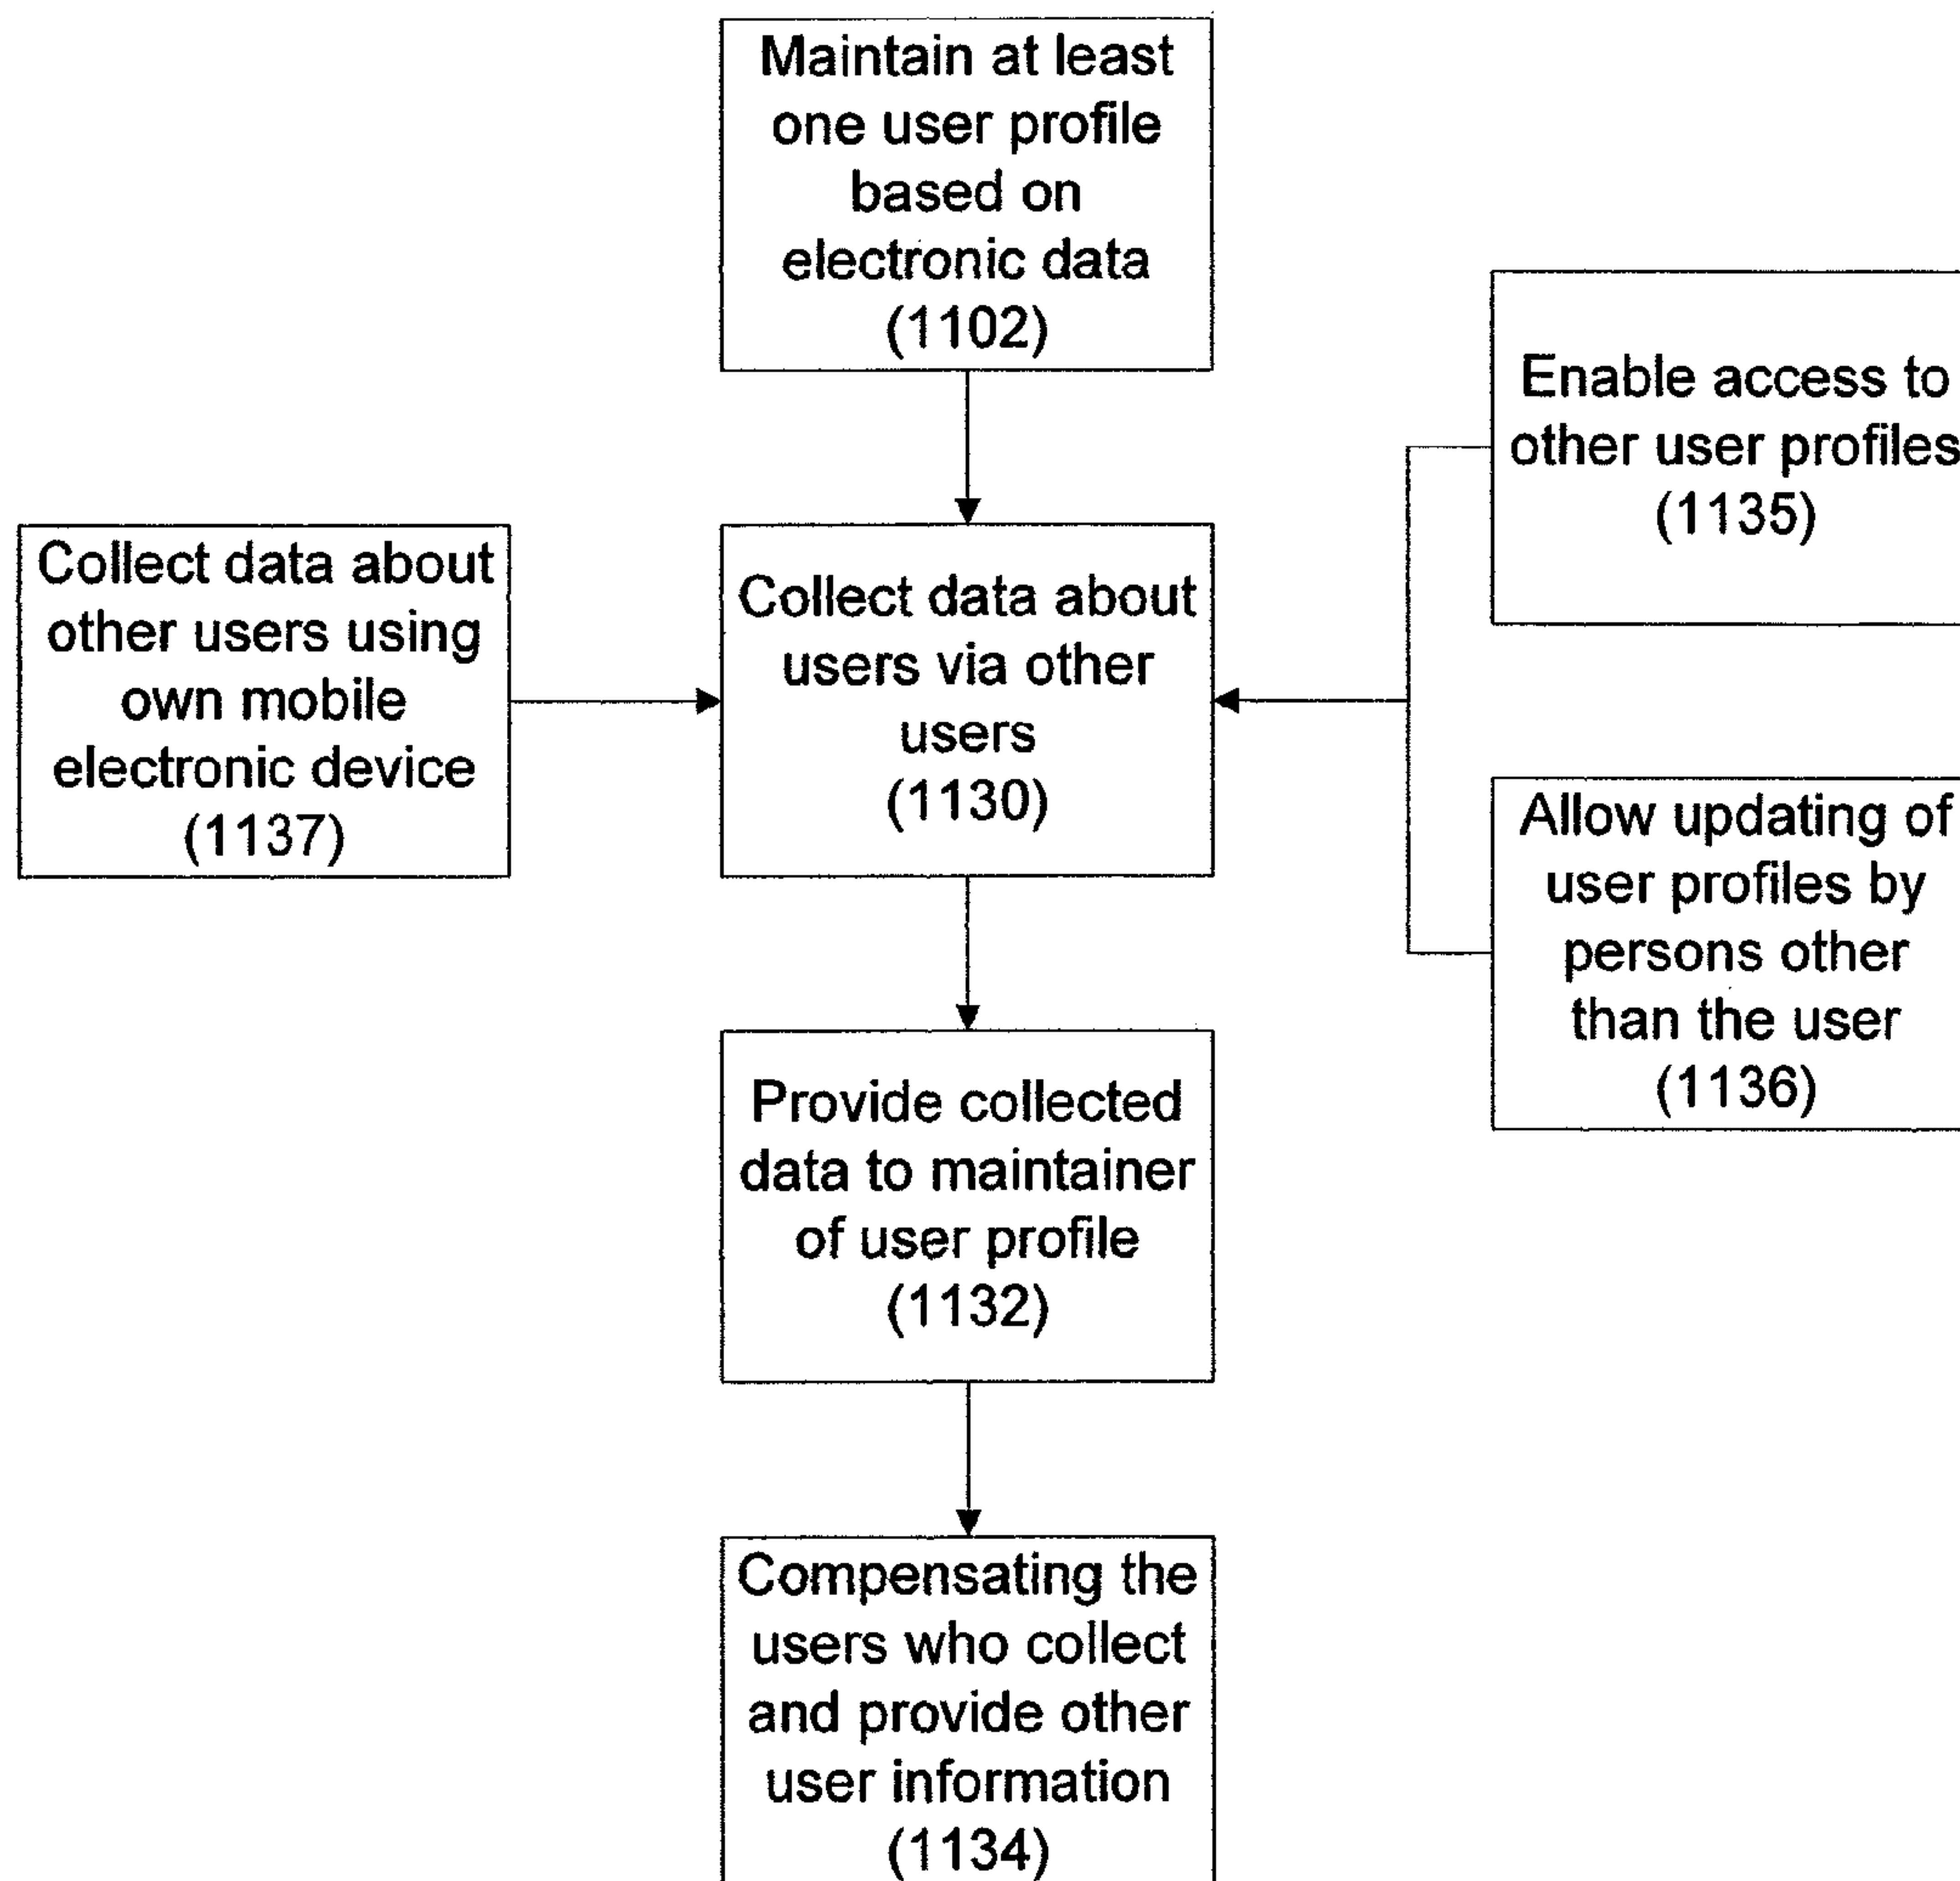 Maintain at least
one user profile
based on
electronic data
(1102)
Enable access to
other user profiles
(1135)
Collect data about
other users using
own mobile
electronic device
(1137)
Collect data about
users via other
users
(1130)
Allow updating of
user profiles by
persons other
than the user
(1136)
Provide collected
data to maintainer
of user profile
(1132)
Compensating the
users who collect
and provide other
user information
(1134)